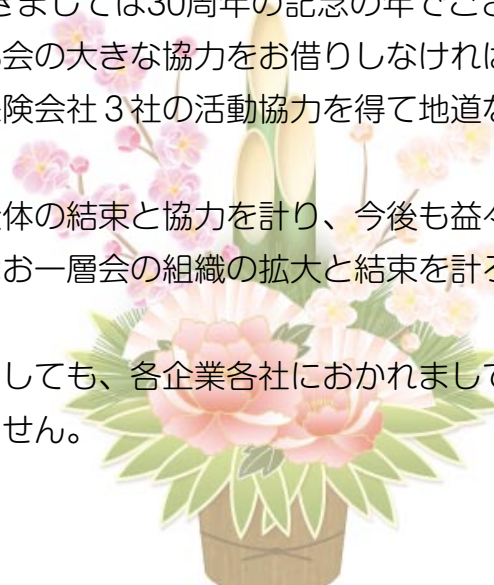 きましては30周年の記念の年でござ
会の大きな協力をお借りしなければ
険会社３社の活動協力を得て地道な
体の結束と協力を計り、今後も益々
お一層会の組織の拡大と結束を計ろ
しても、各企業各社におかれまして
せん。